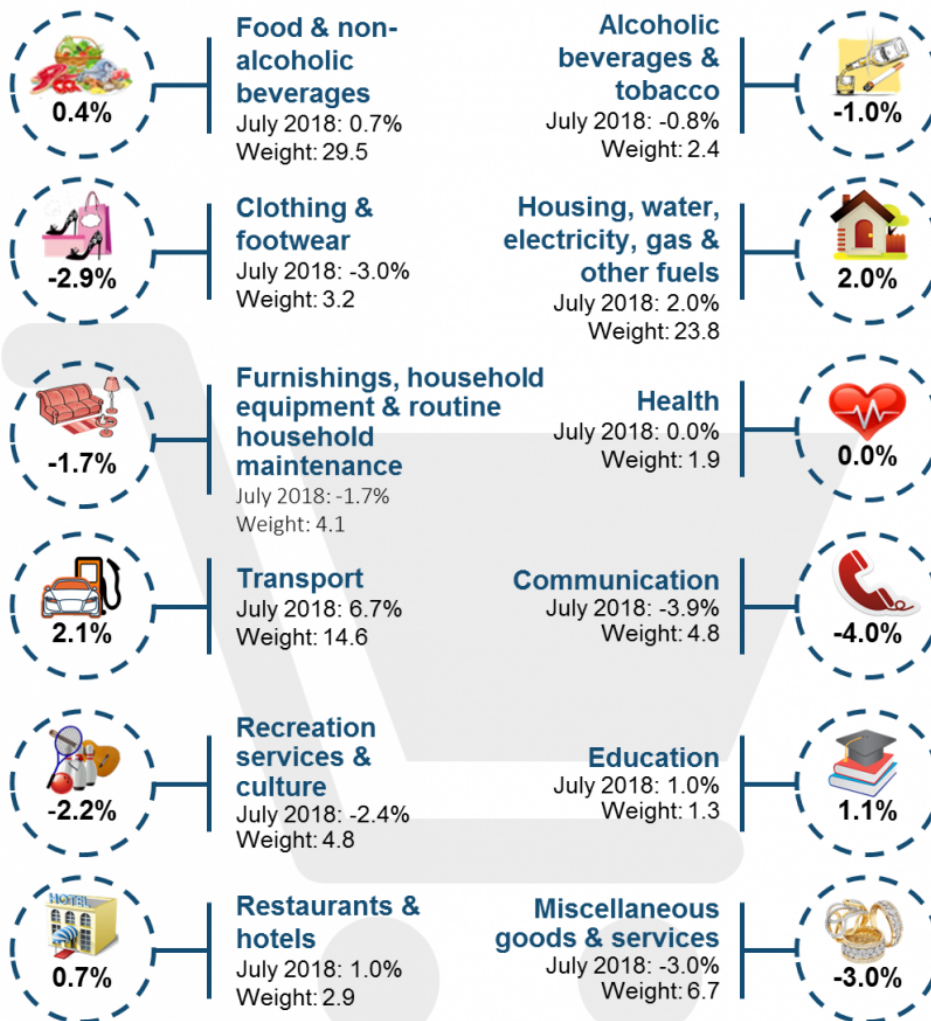 Food & non-
alcoholic
beverages
July 2018: 0.7%
Weight: 29.5
0.4%
Alcoholic
beverages &
tobacco
July 2018: -0.8%
Weight: 2.4
-1.0%
Clothing &
footwear
July 2018: -3.0%
Weight: 3.2
-2.9%
Housing, water,
electricity, gas &
other fuels
July 2018: 2.0%
Weight: 23.8
2.0%
Furnishings, household
equipment & routine
household
maintenance
July 2018: -1.7%
Weight: 4.1
-1.7%
Health
July 2018: 0.0%
Weight: 1.9
0.0%
Transport
July 2018: 6.7%
Weight: 14.6
2.1%
Communication
July 2018: -3.9%
Weight: 4.8
-4.0%
Recreation
services &
culture
July 2018: -2.4%
Weight: 4.8
-2.2%
Education
July 2018: 1.0%
Weight: 1.3
1.1%
HOTEL
Restaurants &
hotels
July 2018: 1.0%
Weight: 2.9
0.7%
Miscellaneous
goods & services
July 2018: -3.0%
Weight: 6.7
-3.0%